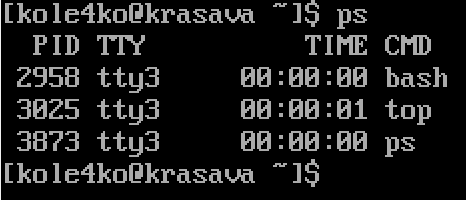 [kole4ko@krasava ~]$ ps
  PID TTY          TIME CMD
 2958 tty3     00:00:00 bash
 3025 tty3     00:00:01 top
 3873 tty3     00:00:00 ps
[kole4ko@krasava ~]$